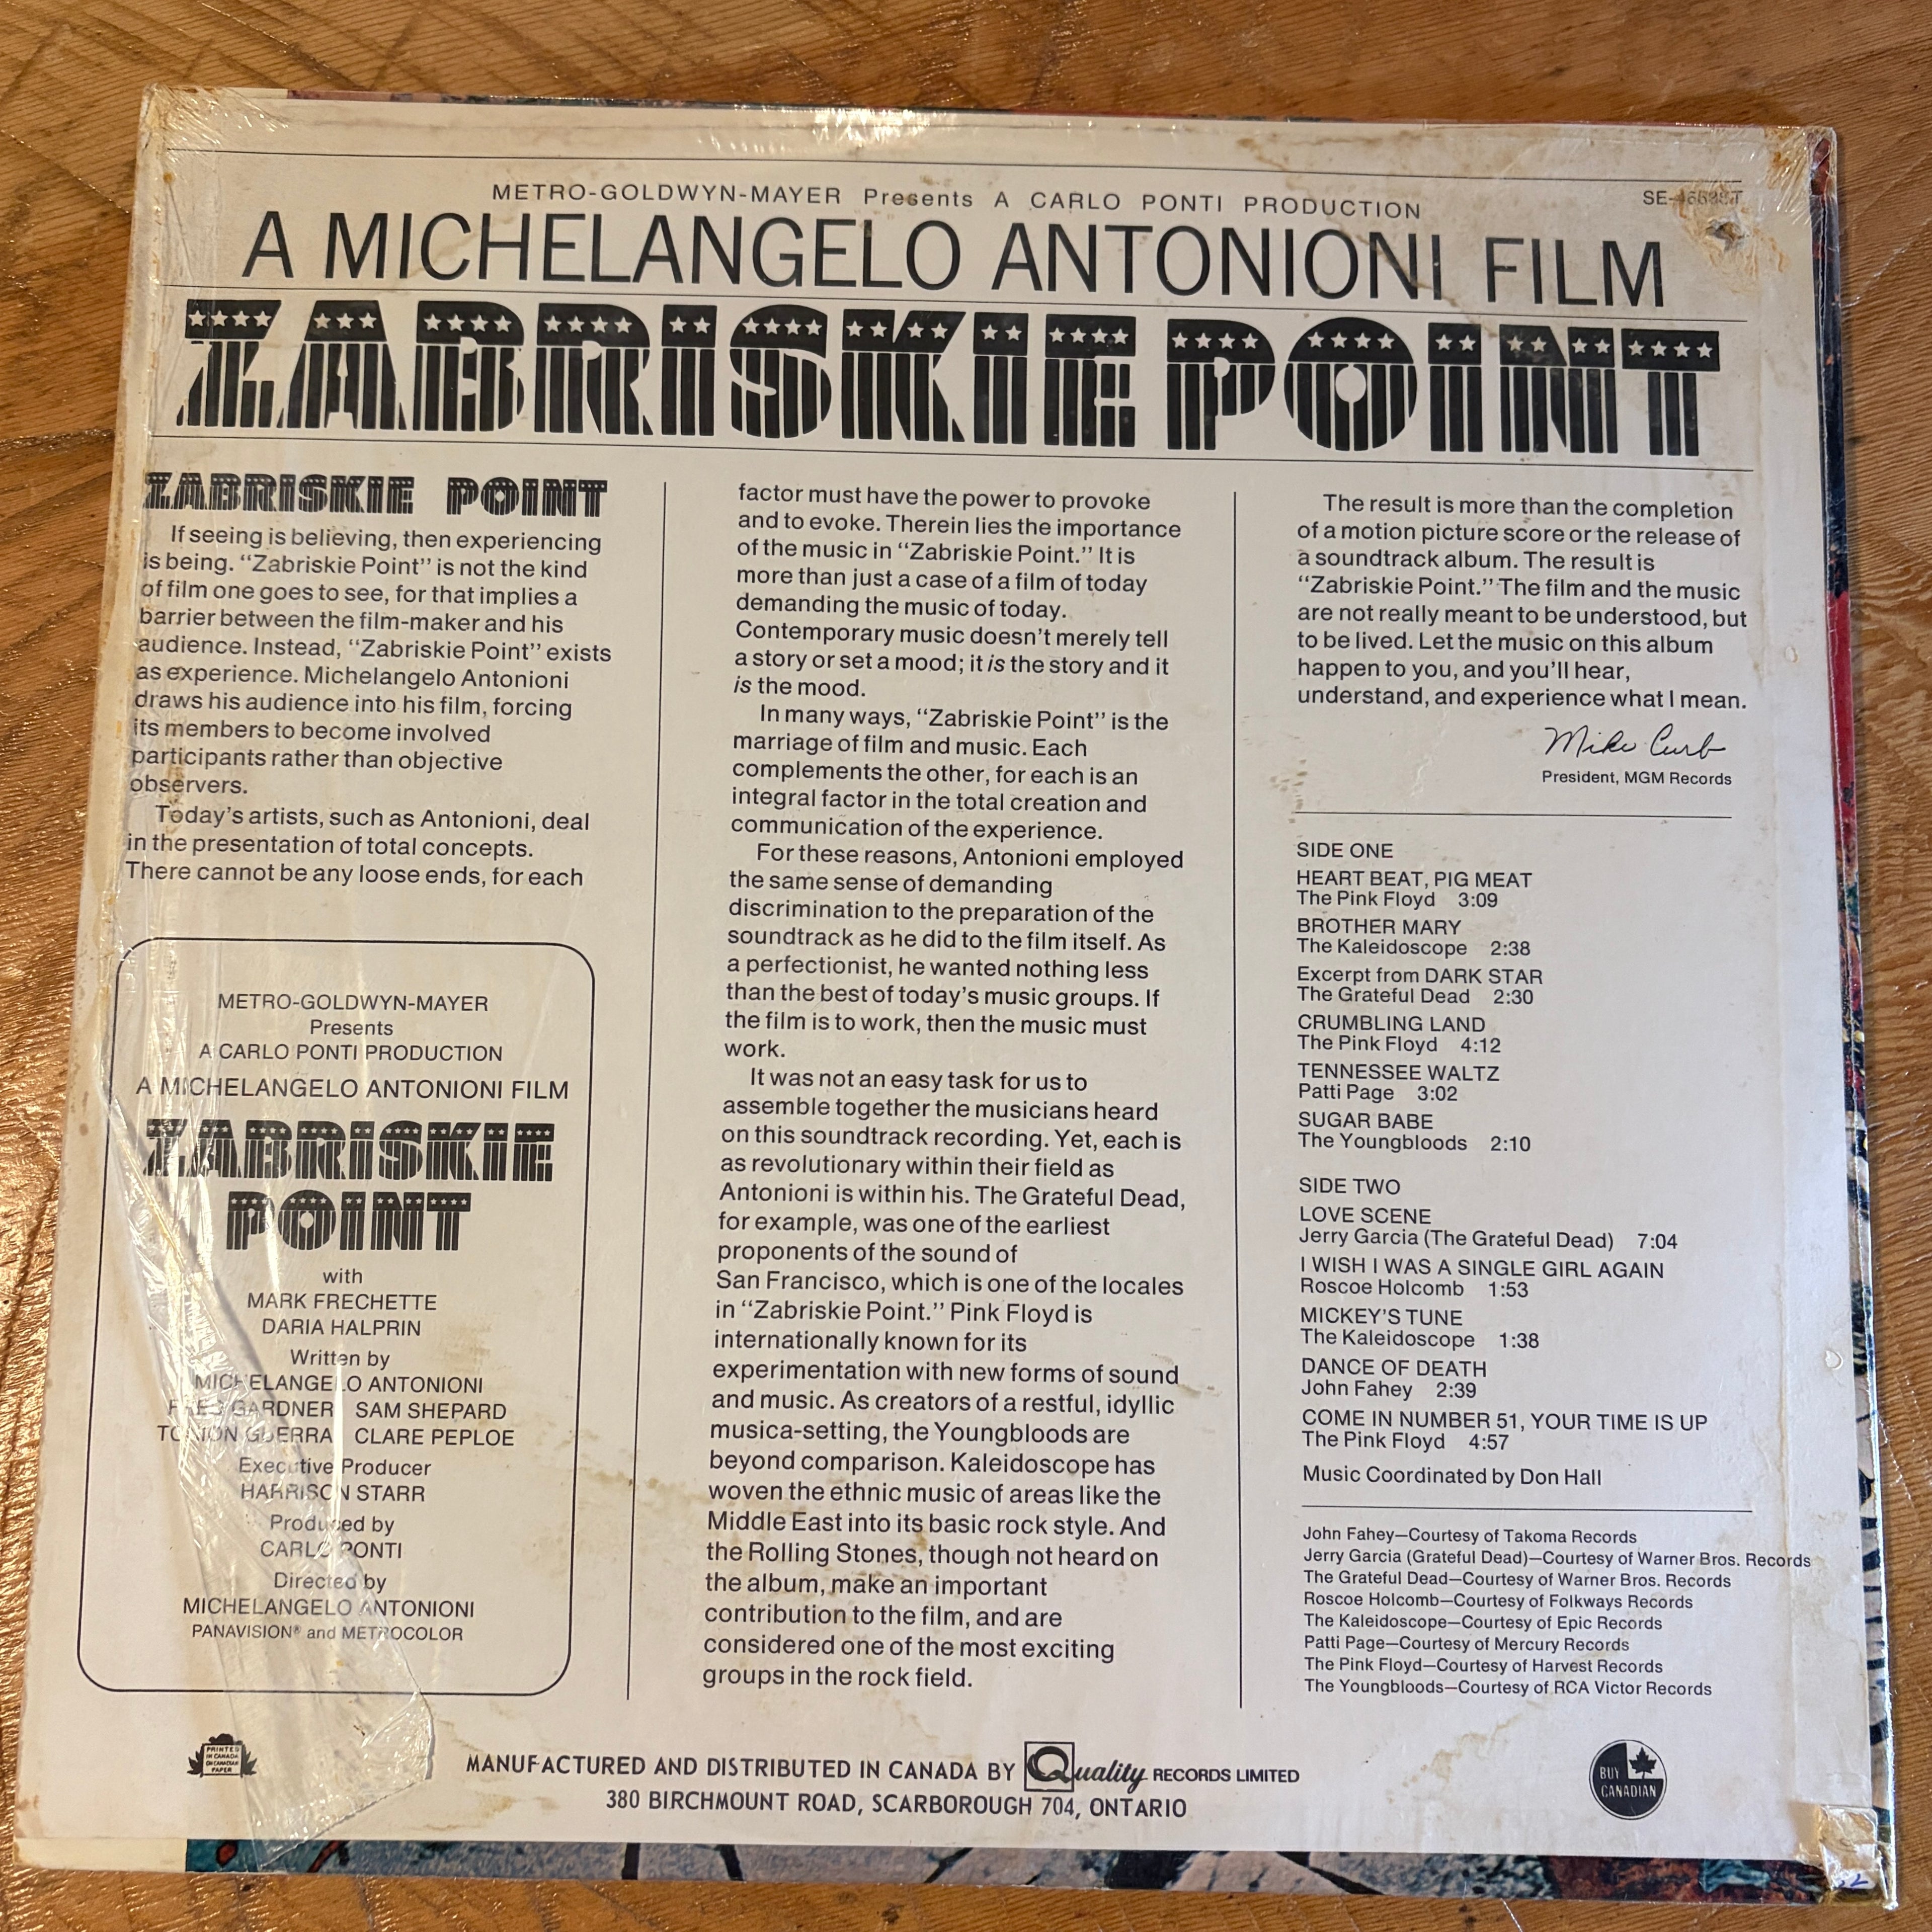 METRO-GOLDWYN-MAYER Presents A CARLO PONTI PRODUCTION
A MICHELANGELO ANTONIONI FILM
ZABRISKIE POINT
ZABRISKIE POINT
If seeing is believing, then experiencing
is being. “Zabriskie Point” is not the kind
of film one goes to see, for that implies a
barrier between the film-maker and his
audience. Instead, “Zabriskie Point” exists
as experience. Michelangelo Antonioni
draws his audience into his film, forcing
its members to become involved
participants rather than objective
observers.
Today’s artists, such as Antonioni, deal
in the presentation of total concepts.
There cannot be any loose ends, for each
METRO-GOLDWYN-MAYER
Presents
A CARLO PONTI PRODUCTION
A MICHELANGELO ANTONIONI FILM
ZABRISKIE
POINT
with
MARK FRECHETTE
DARIA HALPRIN
Written by
MICHELANGELO ANTONIONI
FRED GARDNER SAM SHEPARD
TONION GUERRA CLARE PEPLOE
Executive Producer
HARRISON STARR
Produced by
CARLO PONTI
Directed by
MICHELANGELO ANTONIONI
PANAVISION® and METROCOLOR
factor must have the power to provoke
and to evoke. Therein lies the importance
of the music in “Zabriskie Point.” It is
more than just a case of a film of today
demanding the music of today.
Contemporary music doesn’t merely tell
a story or set a mood; it is the story and it
is the mood.
In many ways, “Zabriskie Point” is the
marriage of film and music. Each
complements the other, for each is an
integral factor in the total creation and
communication of the experience.
For these reasons, Antonioni employed
the same sense of demanding
discrimination to the preparation of the
soundtrack as he did to the film itself. As
a perfectionist, he wanted nothing less
than the best of today’s music groups. If
the film is to work, then the music must
work.
It was not an easy task for us to
assemble together the musicians heard
on this soundtrack recording. Yet, each is
as revolutionary within their field as
Antonioni is within his. The Grateful Dead,
for example, was one of the earliest
proponents of the sound of
San Francisco, which is one of the locales
in “Zabriskie Point.” Pink Floyd is
internationally known for its
experimentation with new forms of sound
and music. As creators of a restful, idyllic
musica-setting, the Youngbloods are
beyond comparison. Kaleidoscope has
woven the ethnic music of areas like the
Middle East into its basic rock style. And
the Rolling Stones, though not heard on
the album, make an important
contribution to the film, and are
considered one of the most exciting
groups in the rock field.
The result is more than the completion
of a motion picture score or the release of
a soundtrack album. The result is
“Zabriskie Point.” The film and the music
are not really meant to be understood, but
to be lived. Let the music on this album
happen to you, and you’ll hear,
understand, and experience what I mean.
Mike Curb
President, MGM Records
SIDE ONE
HEART BEAT, PIG MEAT
The Pink Floyd 3:09
BROTHER MARY
The Kaleidoscope 2:38
Excerpt from DARK STAR
The Grateful Dead 2:30
CRUMBLING LAND
The Pink Floyd 4:12
TENNESSEE WALTZ
Patti Page 3:02
SUGAR BABE
The Youngbloods 2:10
SIDE TWO
LOVE SCENE
Jerry Garcia (The Grateful Dead) 7:04
I WISH I WAS A SINGLE GIRL AGAIN
Roscoe Holcomb 1:53
MICKEY’S TUNE
The Kaleidoscope 1:38
DANCE OF DEATH
John Fahey 2:39
COME IN NUMBER 51, YOUR TIME IS UP
The Pink Floyd 4:57
Music Coordinated by Don Hall
John Fahey—Courtesy of Takoma Records
Jerry Garcia (Grateful Dead)—Courtesy of Warner Bros. Records
The Grateful Dead—Courtesy of Warner Bros. Records
Roscoe Holcomb—Courtesy of Folkways Records
The Kaleidoscope—Courtesy of Epic Records
Patti Page—Courtesy of Mercury Records
The Pink Floyd—Courtesy of Harvest Records
The Youngbloods—Courtesy of RCA Victor Records
PRINTED
IN CANADA
ON CANADIAN
PAPER
MANUFACTURED AND DISTRIBUTED IN CANADA BY Quality RECORDS LIMITED
380 BIRCHMOUNT ROAD, SCARBOROUGH 704, ONTARIO
BUY
CANADIAN